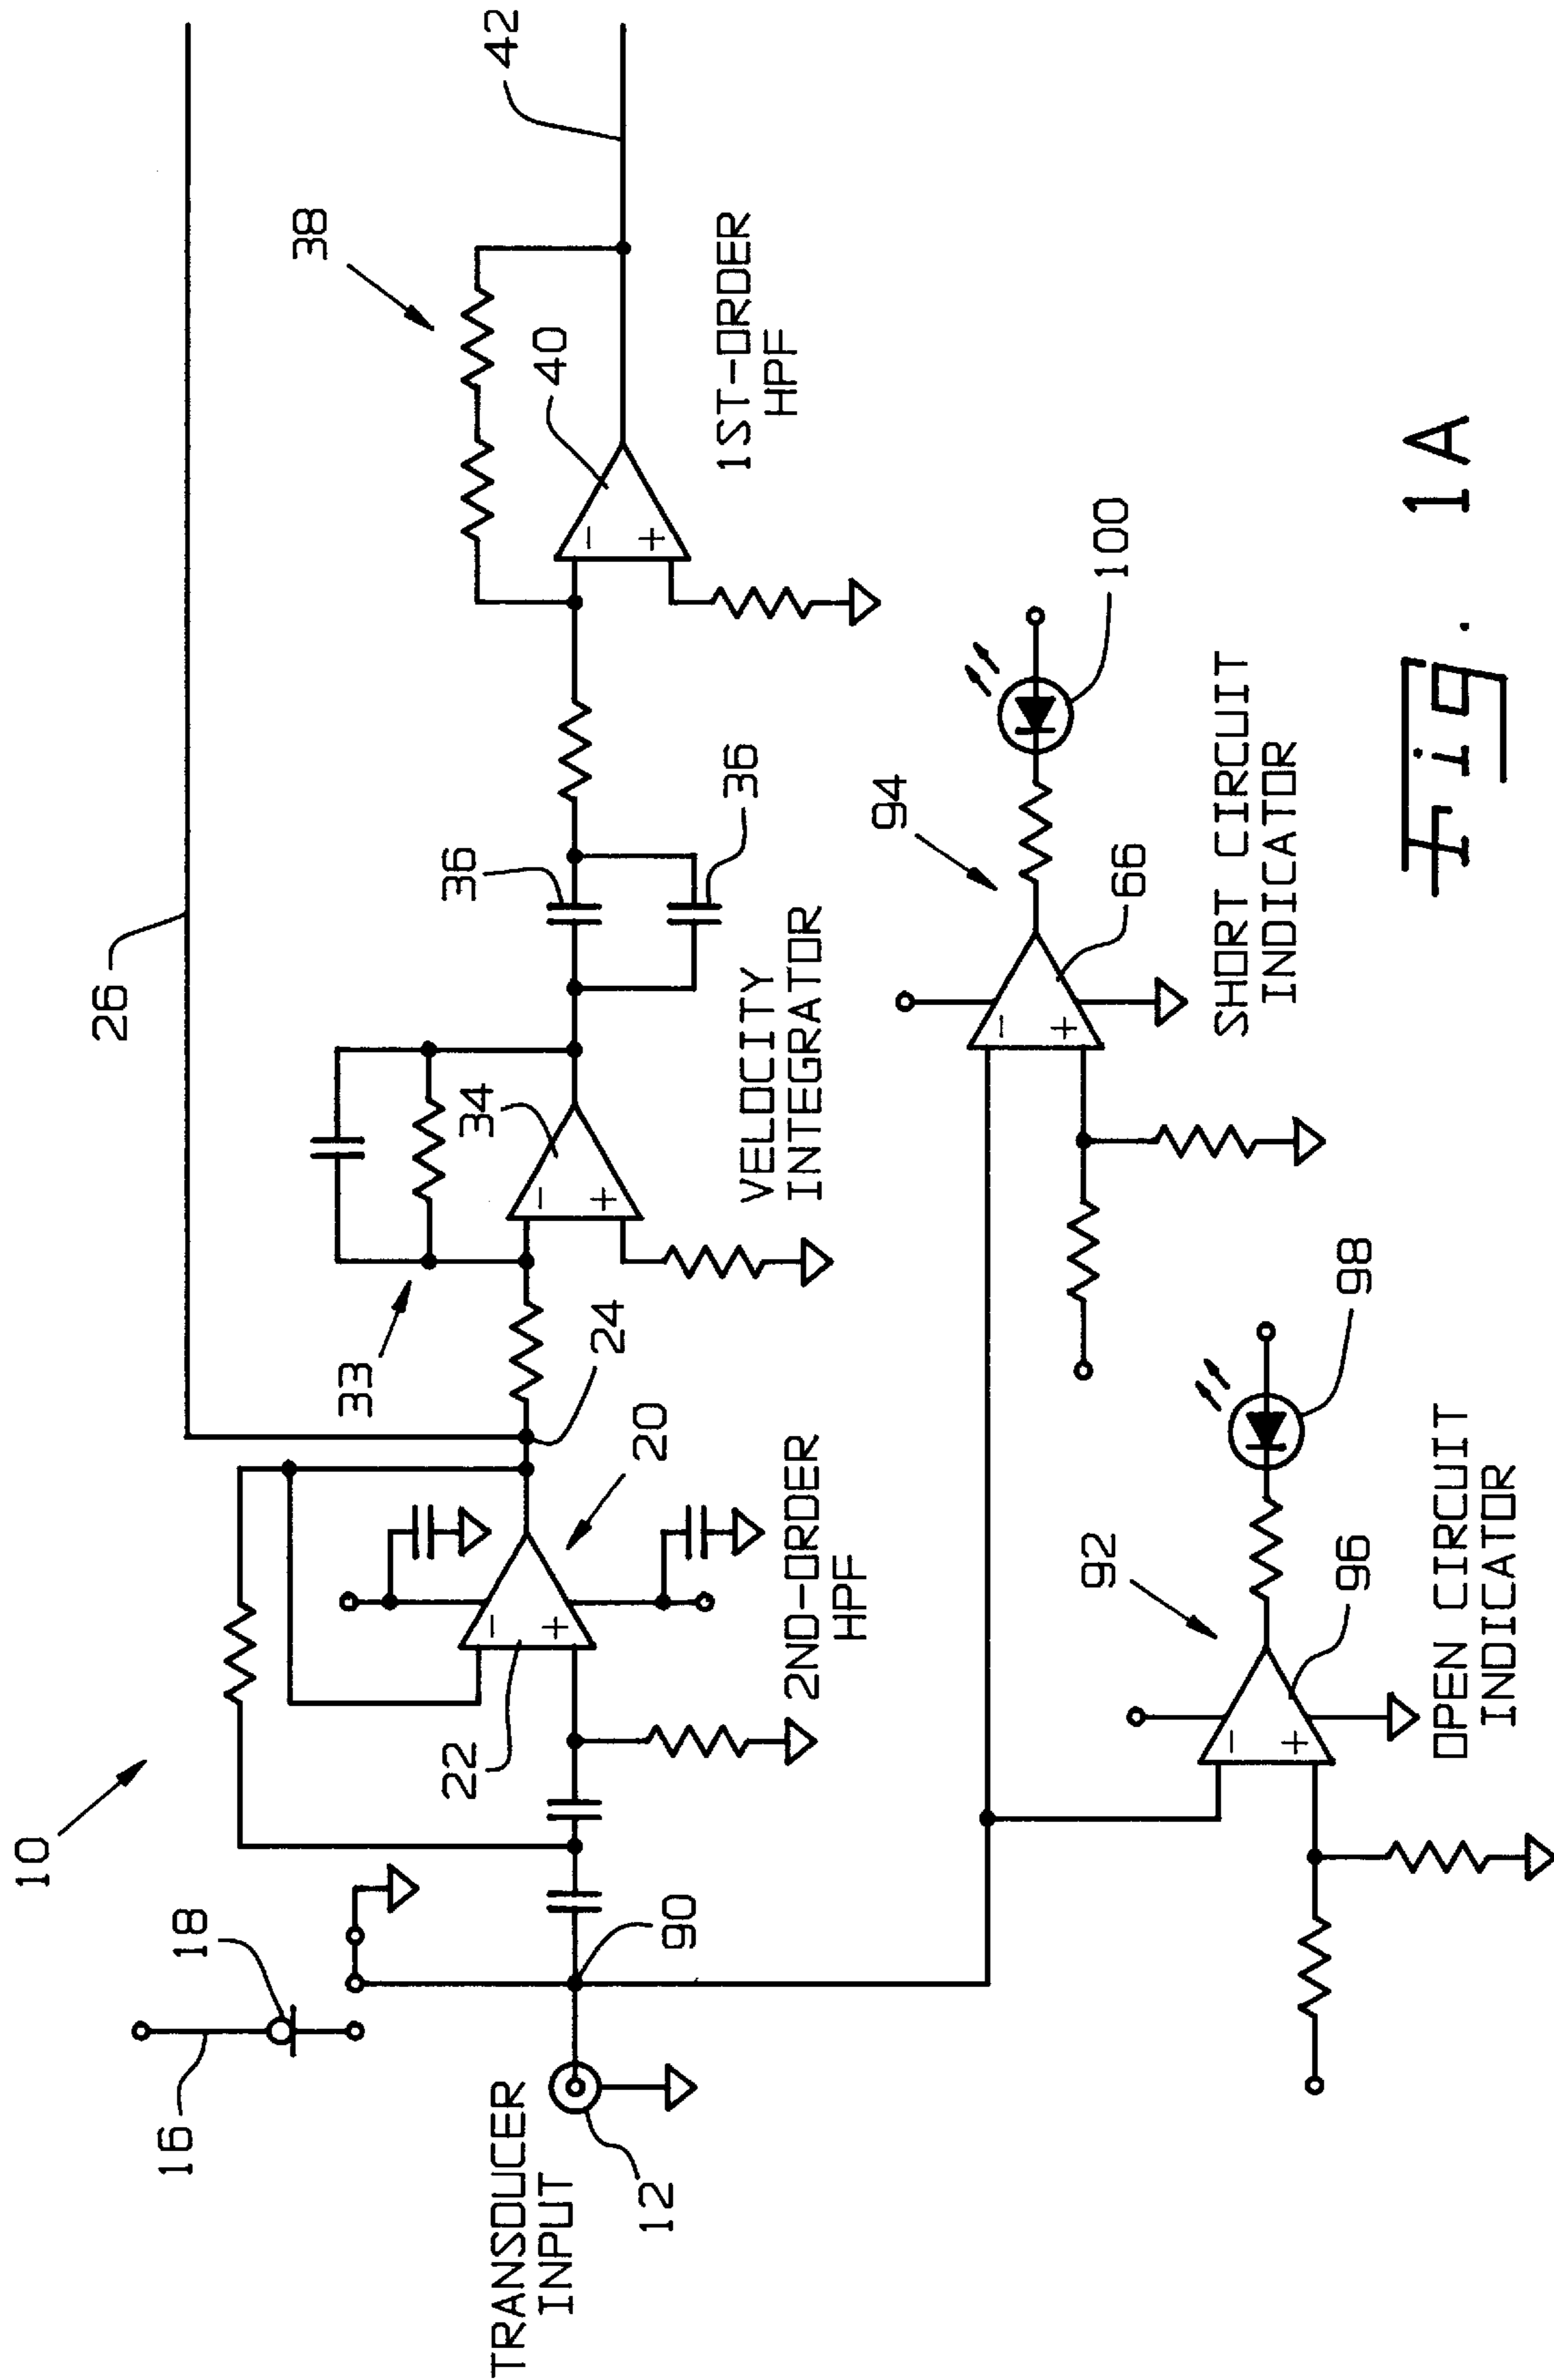 10
16
18
26
42
38
TRANSDUCER
INPUT
12
90
22
20
2ND-ORDER
HPF
24
33
34
VELOCITY
INTEGRATOR
36
36
40
1ST-ORDER
HPF
92
96
98
OPEN CIRCUIT
INDICATOR
94
66
100
SHORT CIRCUIT
INDICATOR
-
+
-
+
-
+
-
+
-
+
Fig. 1A